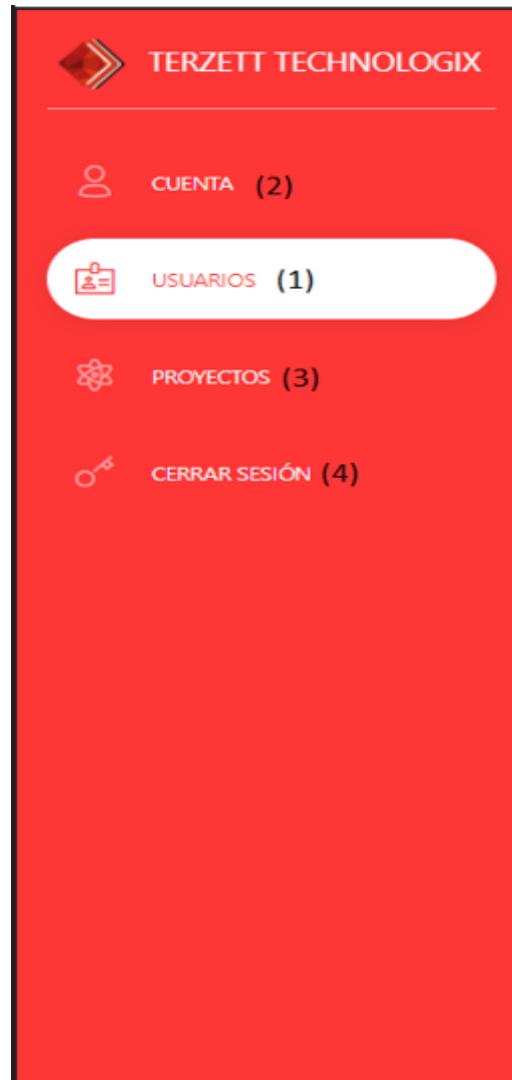 TERZETT TECHNOLOGIX
CUENTA (2)
USUARIOS (1)
PROYECTOS (3)
CERRAR SESIÓN (4)